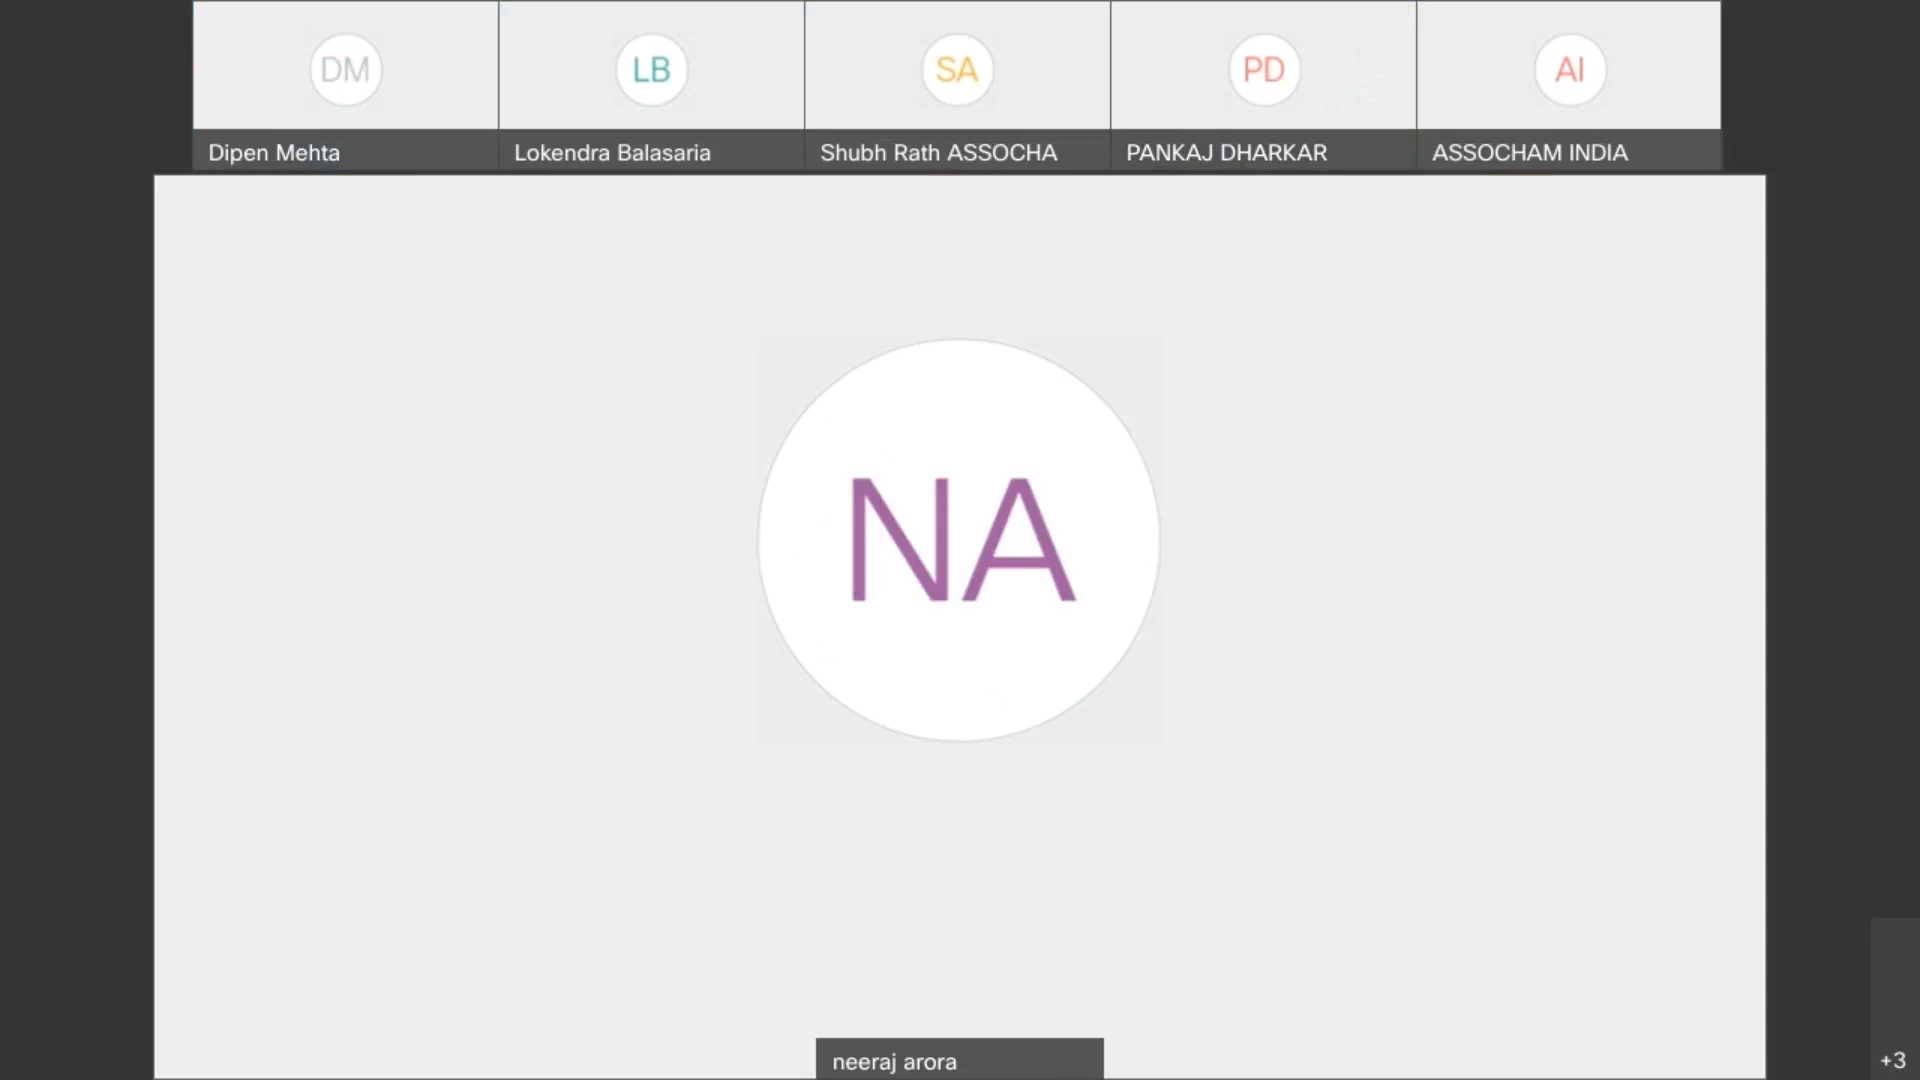 DM
LB
SA
PD
AI
Dipen Mehta
Lokendra Balasaria
Shubh Rath ASSOCHA
PANKAJ DHARKAR
ASSOCHAM INDIA
NA
neeraj arora
+3